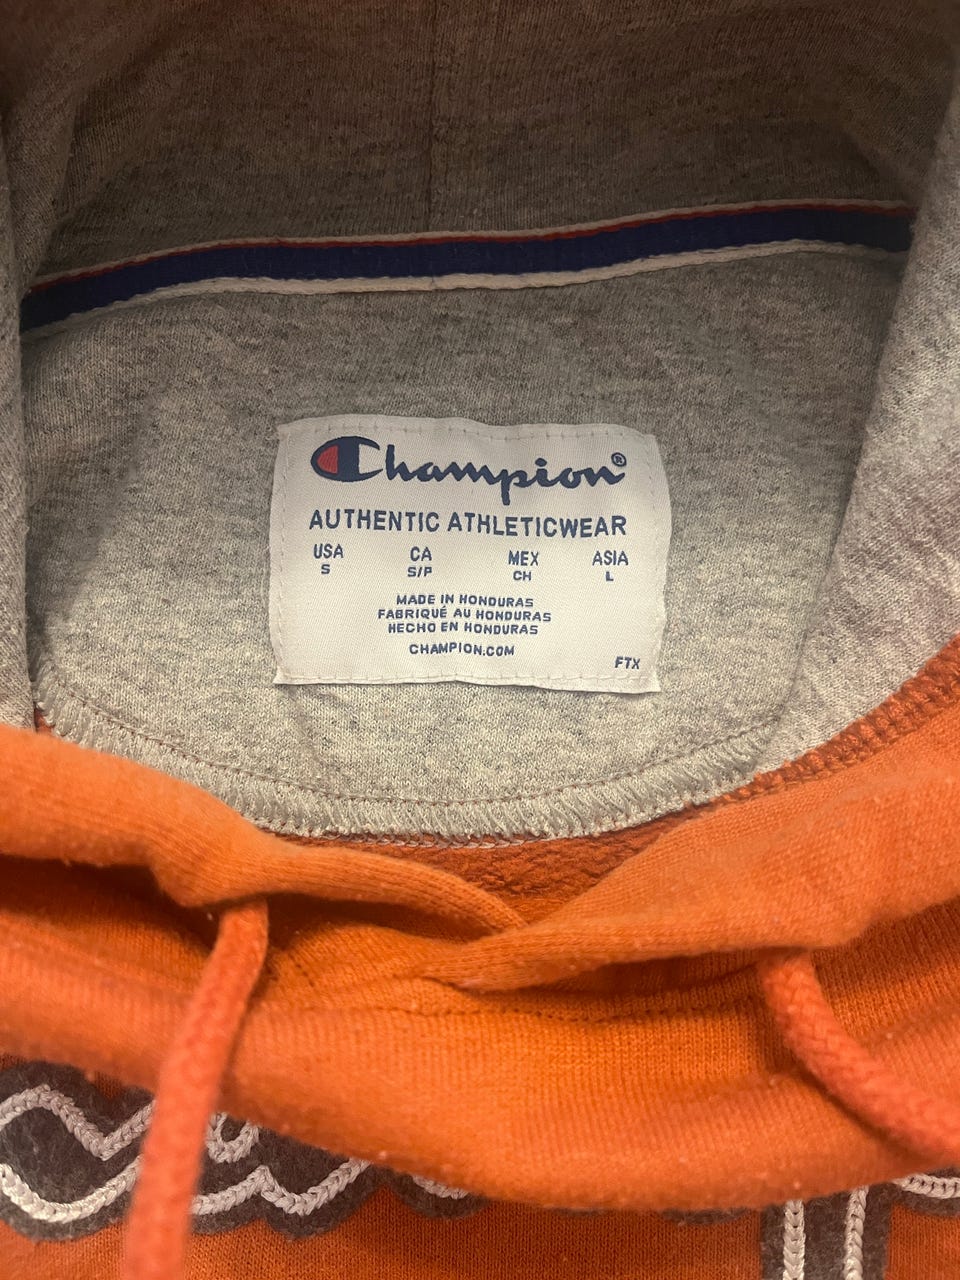 Champion®
AUTHENTIC ATHLETICWEAR
USA CA MEX ASIA
S S/P CH L
MADE IN HONDURAS
FABRIQUÉ AU HONDURAS
HECHO EN HONDURAS
CHAMPION.COM
FTX